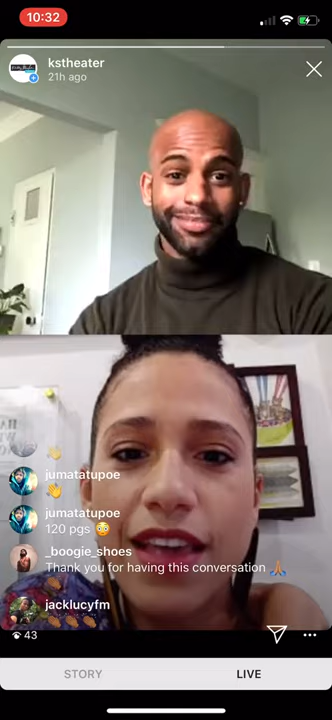 10:32
kstheater
21h ago
jumatatupoe
👏
jumatatupoe
120 pgs 😳
_boogie_shoes
Thank you for having this conversation 🙏🏾
jacklucyfm
👏🏾👏🏾👏🏾👏🏾
43
STORY
LIVE